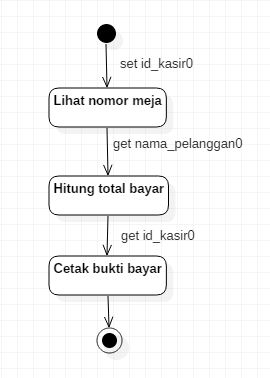 set id_kasir0
Lihat nomor meja
get nama_pelanggan0
Hitung total bayar
get id_kasir0
Cetak bukti bayar